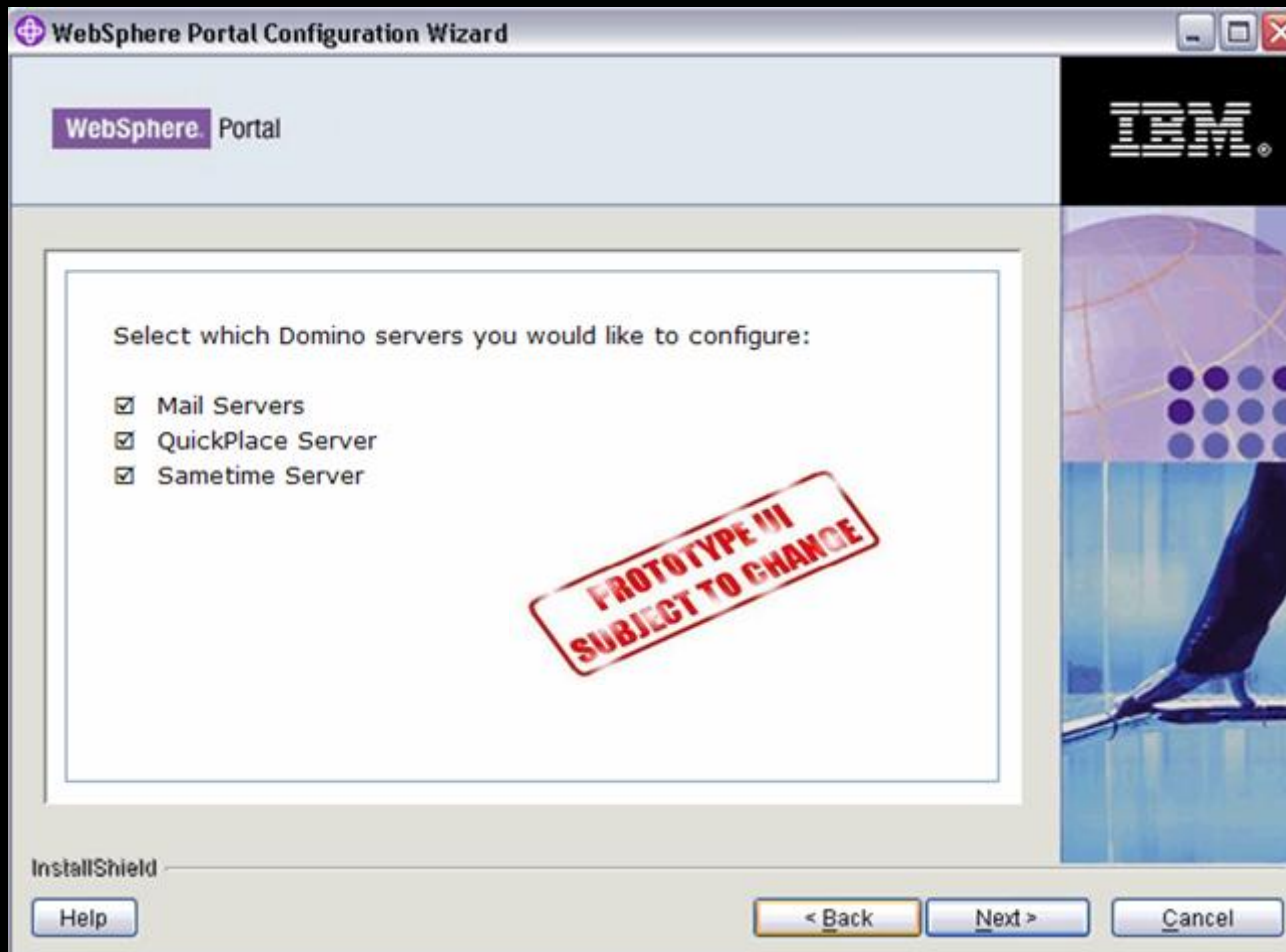 WebSphere Portal Configuration Wizard
WebSphere. Portal
IBM®
Select which Domino servers you would like to configure:
Mail Servers
QuickPlace Server
Sametime Server
PROTOTYPE UI
SUBJECT TO CHANGE
InstallShield
Help
< Back
Next >
Cancel